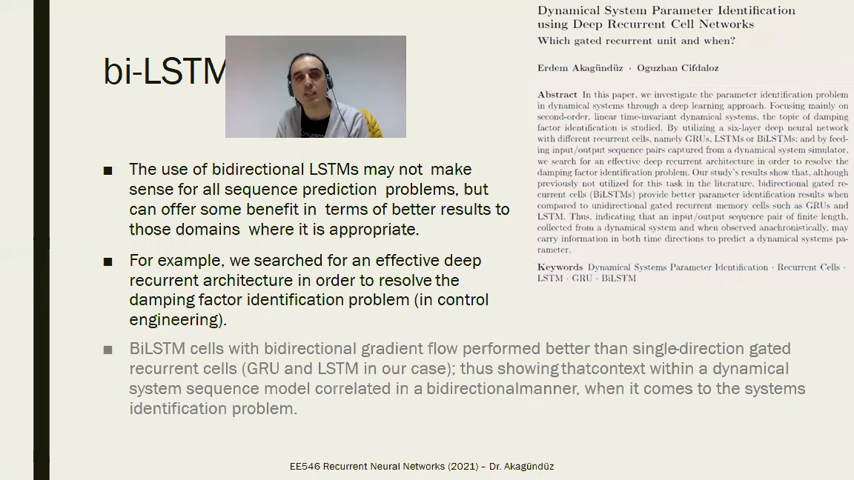 bi-LSTM
The use of bidirectional LSTMs may not make
sense for all sequence prediction problems, but
can offer some benefit in terms of better results to
those domains where it is appropriate.
For example, we searched for an effective deep
recurrent architecture in order to resolve the
damping factor identification problem (in control
engineering).
BiLSTM cells with bidirectional gradient flow performed better than single-direction gated
recurrent cells (GRU and LSTM in our case); thus showing thatcontext within a dynamical
system sequence model correlated in a bidirectionalmanner, when it comes to the systems
identification problem.
Dynamical System Parameter Identification
using Deep Recurrent Cell Networks
Which gated recurrent unit and when?
Erdem Akagündüz · Oguzhan Cifdaloz
Abstract In this paper, we investigate the parameter identification problem
in dynamical systems through a deep learning approach. Focusing mainly on
second-order, linear time-invariant dynamical systems, the topic of damping
factor identification is studied. By utilizing a six-layer deep neural network
with different recurrent cells, namely GRUs, LSTMs or BiLSTMs; and by feed-
ing input/output sequence pairs captured from a dynamical system simulator,
we search for an effective deep recurrent architecture in order to resolve the
damping factor identification problem. Our study's results show that, although
previously not utilized for this task in the literature, bidirectional gated re-
current cells (BiLSTMs) provide better parameter identification results when
compared to unidirectional gated recurrent memory cells such as GRUs and
LSTM. Thus, indicating that an input/output sequence pair of finite length,
collected from a dynamical system and when observed anachronistically, may
carry information in both time directions to predict a dynamical systems pa-
rameter.
Keywords Dynamical Systems Parameter Identification · Recurrent Cells ·
LSTM · GRU · BiLSTM
EE546 Recurrent Neural Networks (2021) – Dr. Akagündüz